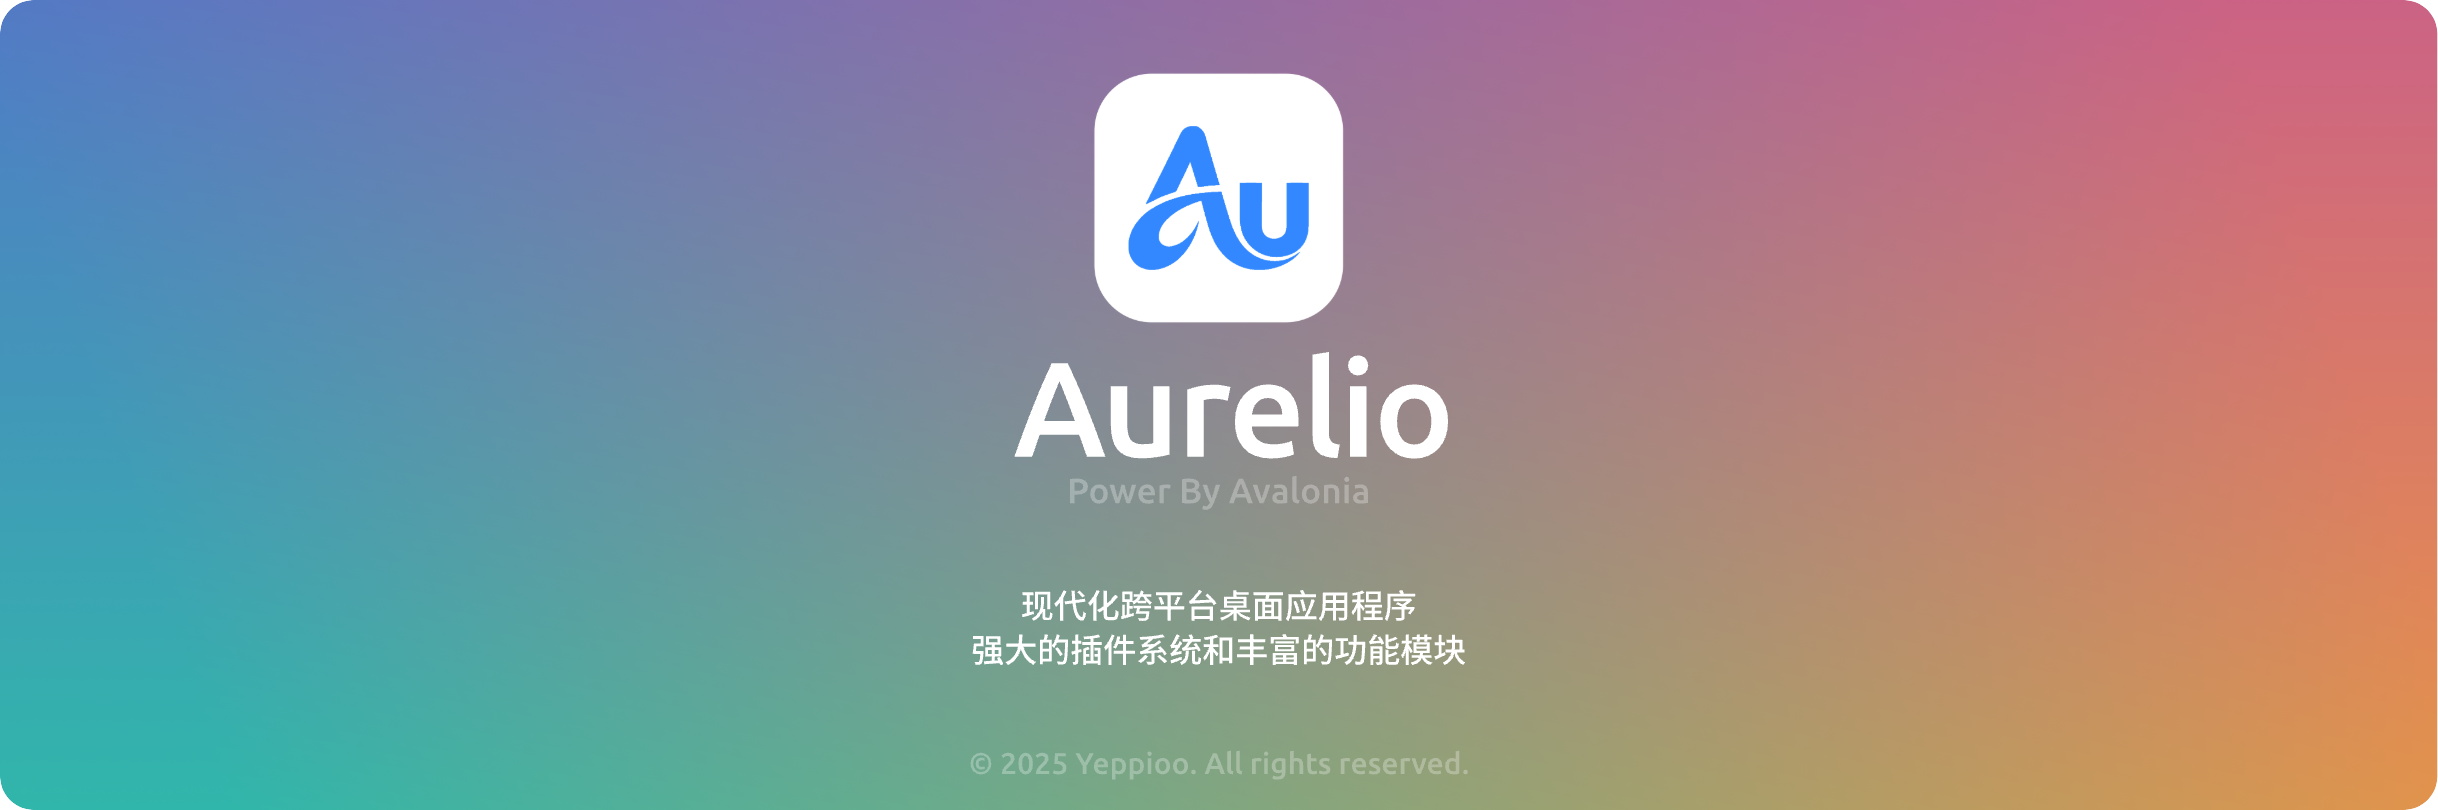 Au
Aurelio
Power By Avalonia
现代化跨平台桌面应用程序
强大的插件系统和丰富的功能模块
© 2025 Yeppioo. All rights reserved.